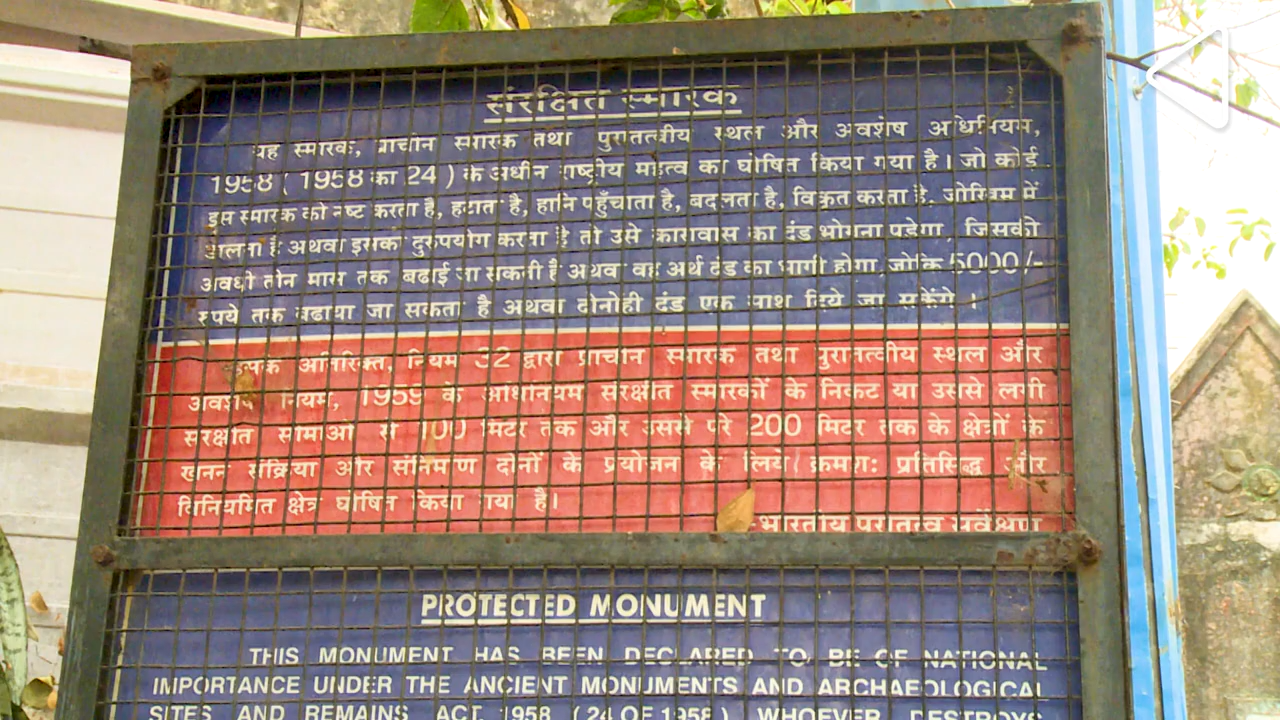 संरक्षित स्मारक
यह स्मारक, प्राचीन स्मारक तथा पुरातत्वीय स्थल और अवशेष अधिनियम,
1958 ( 1958 का 24 ) के अधीन राष्ट्रीय महत्व का घोषित किया गया है। जो कोई
इस स्मारक को नष्ट करता है, हटाता है, हानि पहुँचाता है, बदलता है, विकृत करता है, जोखिम में
डालता है अथवा इसका दुरुपयोग करता है तो उसे कारावास का दंड भोगना पडेगा, जिसकी
अवधी तीन मास तक बढाई जा सकती है अथवा वह अर्थ दंड का भागी होगा, जोकि 5000/-
रुपये तक बढाया जा सकता है अथवा दोनोही दंड एक साथ दिये जा सकेंगे ।
इसके अतिरिक्त, नियम 32 द्वारा प्राचीन स्मारक तथा पुरातत्वीय स्थल और
अवशेष नियम, 1959 के संरक्षीत स्मारकों के निकट या उससे लगी
संरक्षीत सीमाओं से 100 मिटर तक और उससे परे 200 मिटर तक के क्षेत्रों के
खनन संक्रिया और संनिमाण दोनों के प्रयोजन के लिये क्रमश: प्रतिसिद्ध और
विनियमित क्षेत्र घोषित किया गया है।
-भारतीय पुरातत्व सर्वेक्षण
PROTECTED MONUMENT
THIS MONUMENT HAS BEEN DECLARED TO BE OF NATIONAL
IMPORTANCE UNDER THE ANCIENT MONUMENTS AND ARCHAEOLOGICAL
SITES AND REMAINS ACT, 1958 ( 24 OF 1958 ) WHOEVER DESTROYS